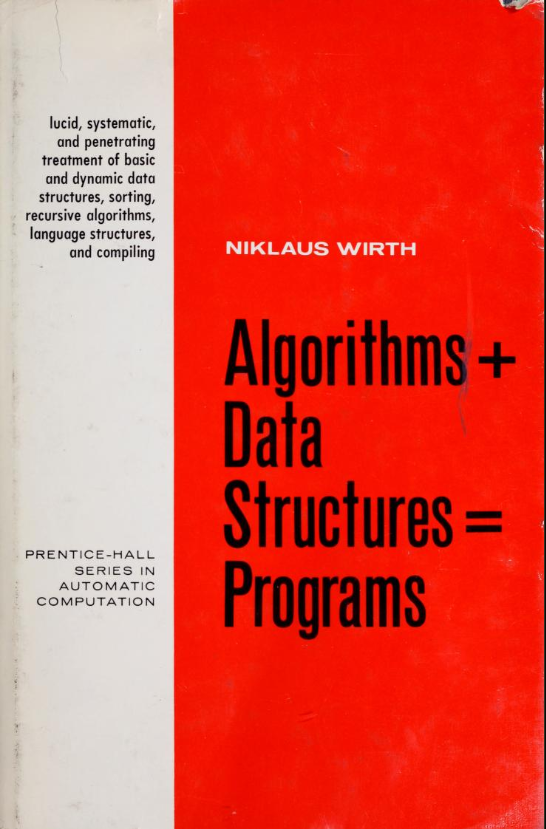 lucid, systematic,
and penetrating
treatment of basic
and dynamic data
structures, sorting,
recursive algorithms,
language structures,
and compiling
NIKLAUS WIRTH
Algorithms +
Data
Structures =
Programs
PRENTICE-HALL
SERIES IN
AUTOMATIC
COMPUTATION